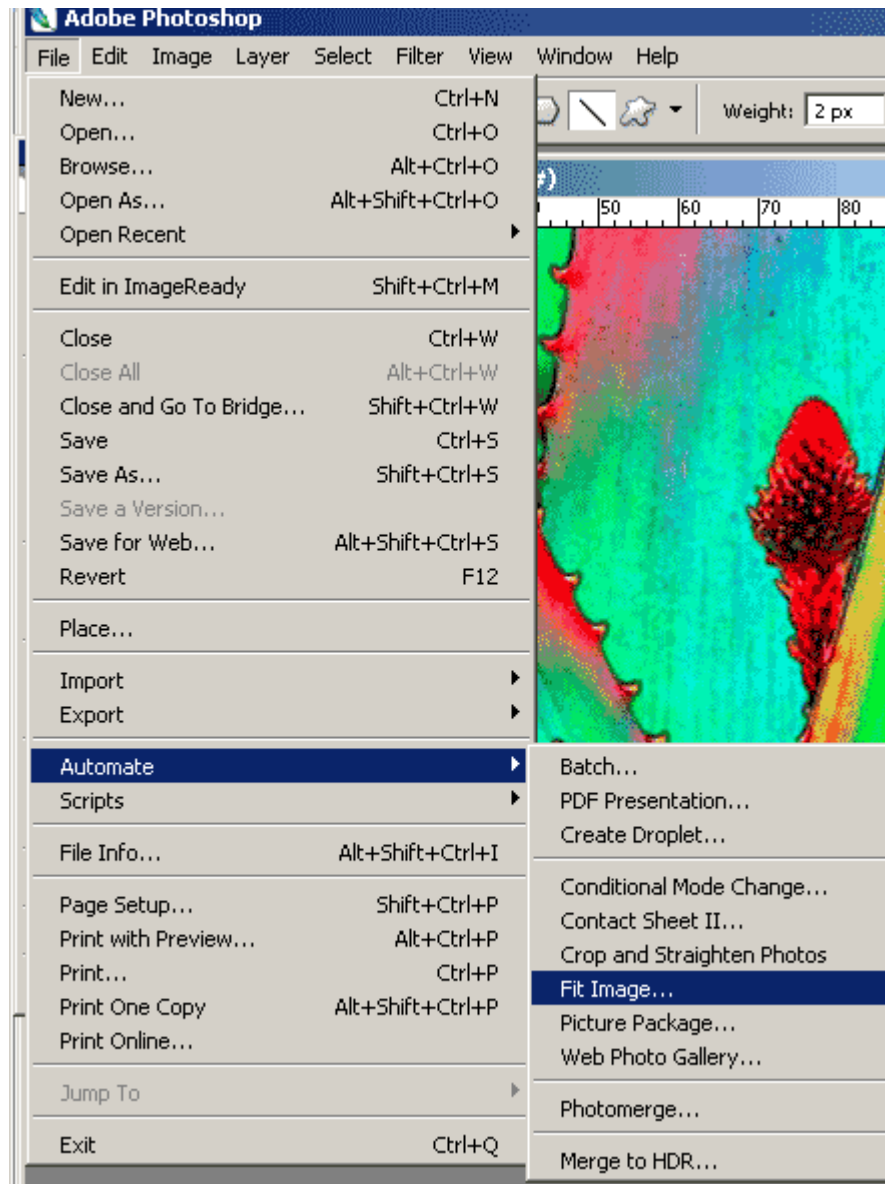 Adobe Photoshop
File Edit Image Layer Select Filter View Window Help
Weight: 2 px
#)
50 60 70 80
New... Ctrl+N
Open... Ctrl+O
Browse... Alt+Ctrl+O
Open As... Alt+Shift+Ctrl+O
Open Recent
Edit in ImageReady Shift+Ctrl+M
Close Ctrl+W
Close All Alt+Ctrl+W
Close and Go To Bridge... Shift+Ctrl+W
Save Ctrl+S
Save As... Shift+Ctrl+S
Save a Version...
Save for Web... Alt+Shift+Ctrl+S
Revert F12
Place...
Import
Export
Automate
Scripts
File Info... Alt+Shift+Ctrl+I
Page Setup... Shift+Ctrl+P
Print with Preview... Alt+Ctrl+P
Print... Ctrl+P
Print One Copy Alt+Shift+Ctrl+P
Print Online...
Jump To
Exit Ctrl+Q
Batch...
PDF Presentation...
Create Droplet...
Conditional Mode Change...
Contact Sheet II...
Crop and Straighten Photos
Fit Image...
Picture Package...
Web Photo Gallery...
Photomerge...
Merge to HDR...